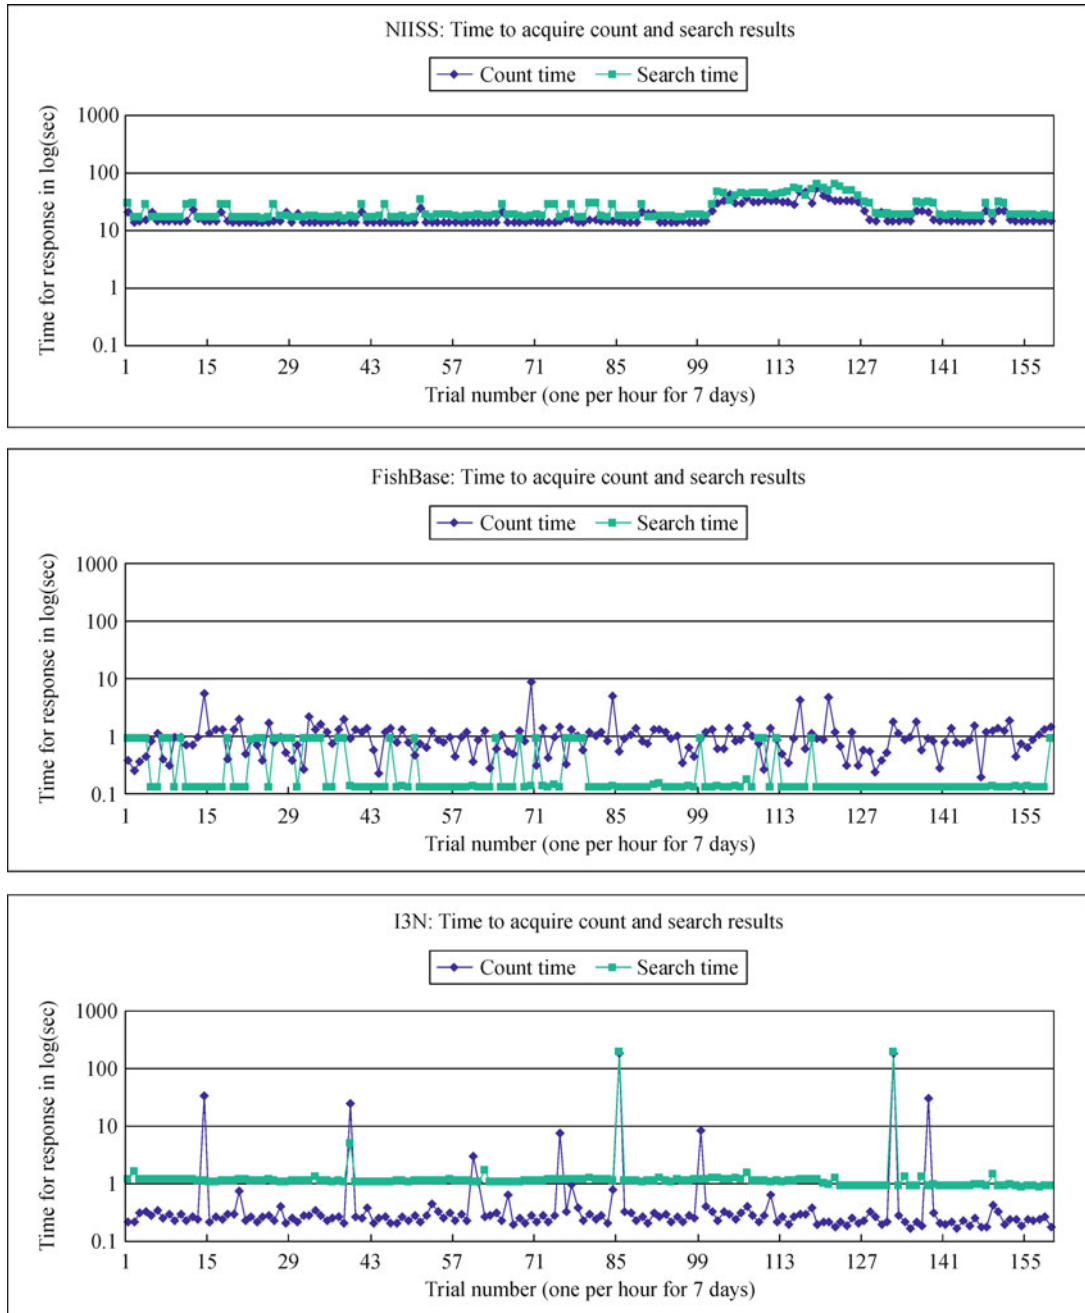 NIISS: Time to acquire count and search results
Count time Search time
Time for response in log(sec)
1000
100
10
1
0.1
1 15 29 43 57 71 85 99 113 127 141 155
Trial number (one per hour for 7 days)
FishBase: Time to acquire count and search results
Count time Search time
Time for response in log(sec)
1000
100
10
1
0.1
1 15 29 43 57 71 85 99 113 127 141 155
Trial number (one per hour for 7 days)
I3N: Time to acquire count and search results
Count time Search time
Time for response in log(sec)
1000
100
10
1
0.1
1 15 29 43 57 71 85 99 113 127 141 155
Trial number (one per hour for 7 days)